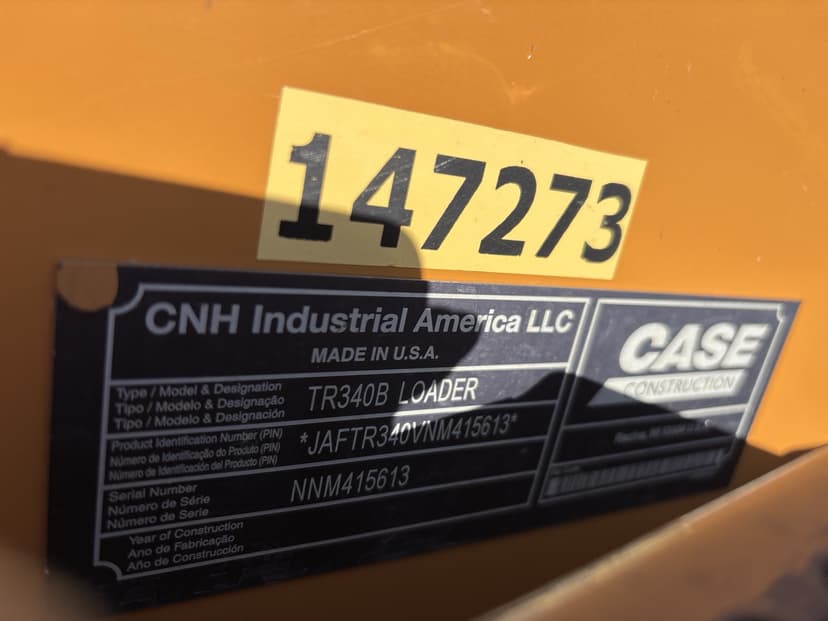 147273
CNH Industrial America LLC
MADE IN U.S.A.
Type / Model & Designation
Tipo / Modelo & Designação
Tipo / Modelo & Designación
TR340B LOADER
Product Identification Number (PIN)
Número de Identificação do Produto (PIN)
Número de Identificación del Producto (PIN)
*JAFTR340VNM415613*
Serial Number
Número de Série
Número de Serie
NNM415613
Year of Construction
Ano de Fabricação
Año de Construcción
CASE
CONSTRUCTION